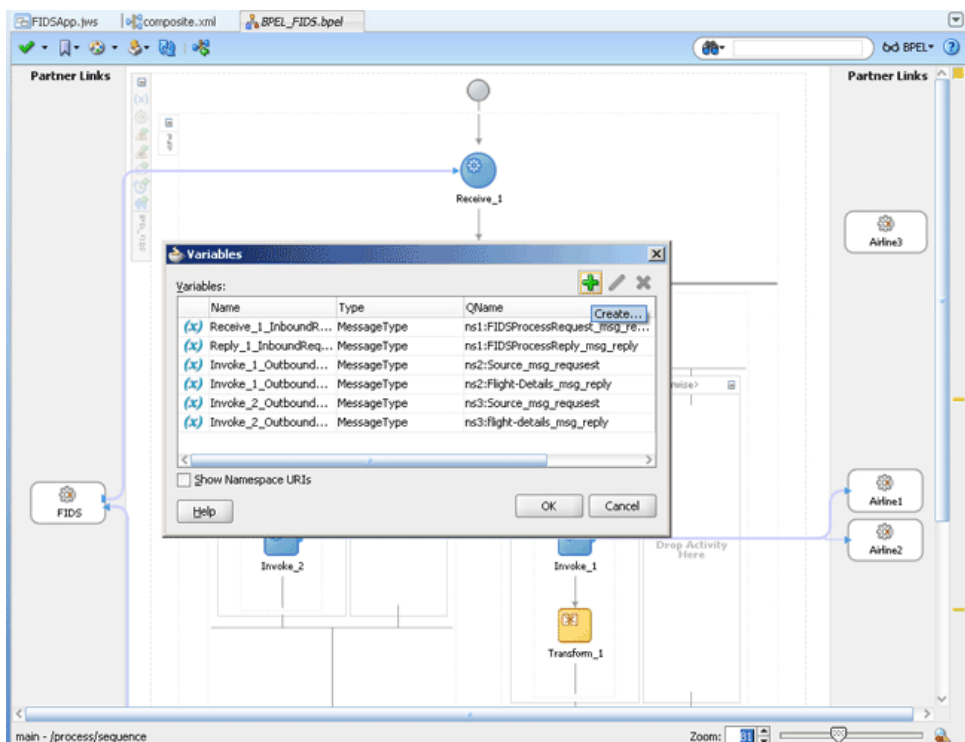 FIDSApp.jws composite.xml BPEL_FIDS.bpel
BPEL
Partner Links
Partner Links
Receive_1
Airline3
Variables
Variables:
Name Type QName
Create...
(x) Receive_1_InboundR... MessageType ns1:FIDSProcessRequest_msg_re...
(x) Reply_1_InboundReq... MessageType ns1:FIDSProcessReply_msg_reply
(x) Invoke_1_Outbound... MessageType ns2:Source_msg_requsest
(x) Invoke_1_Outbound... MessageType ns2:Flight-Details_msg_reply
(x) Invoke_2_Outbound... MessageType ns3:Source_msg_requsest
(x) Invoke_2_Outbound... MessageType ns3:flight-details_msg_reply
Show Namespace URIs
Help
OK
Cancel
FIDS
Airline1
Airline2
Drop Activity
Here
Invoke_2
Invoke_1
Transform_1
main - /process/sequence
Zoom: 81